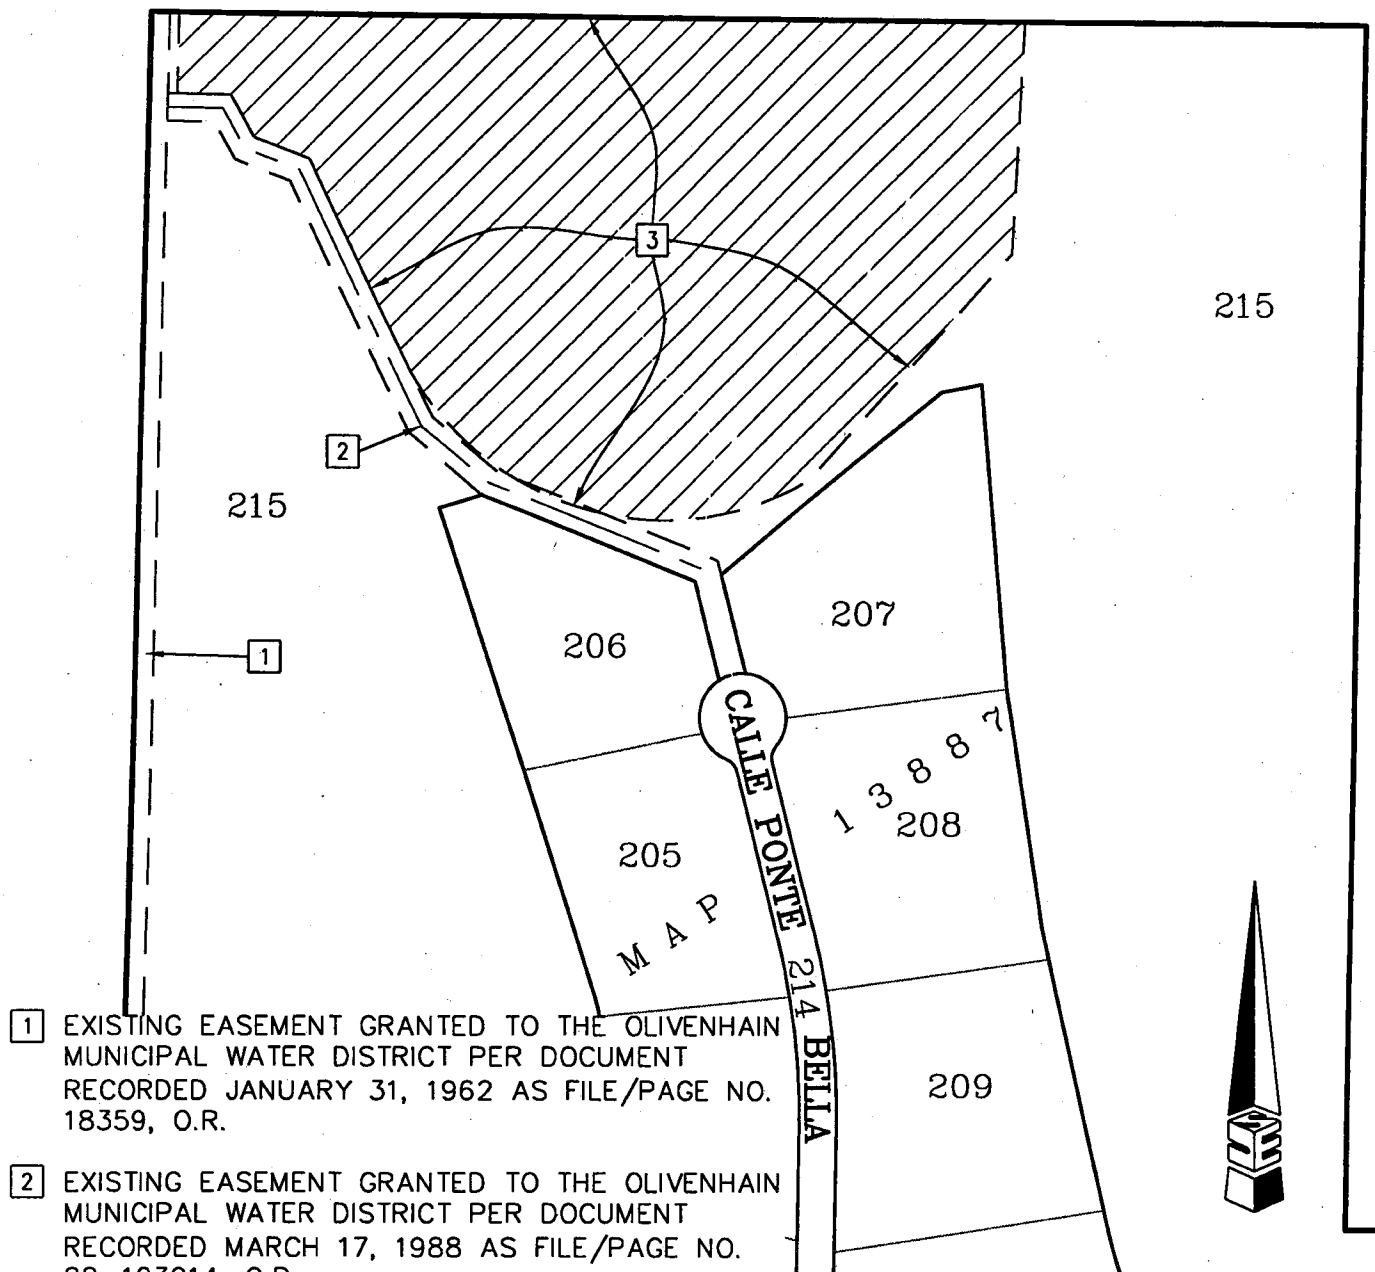 3
215
2
215
207
206
1
CALLE PONTE 214 BELLA
13887
208
205
MAP
209
1 EXISTING EASEMENT GRANTED TO THE OLIVENHAIN
MUNICIPAL WATER DISTRICT PER DOCUMENT
RECORDED JANUARY 31, 1962 AS FILE/PAGE NO.
18359, O.R.
2 EXISTING EASEMENT GRANTED TO THE OLIVENHAIN
MUNICIPAL WATER DISTRICT PER DOCUMENT
RECORDED MARCH 17, 1988 AS FILE/PAGE NO.